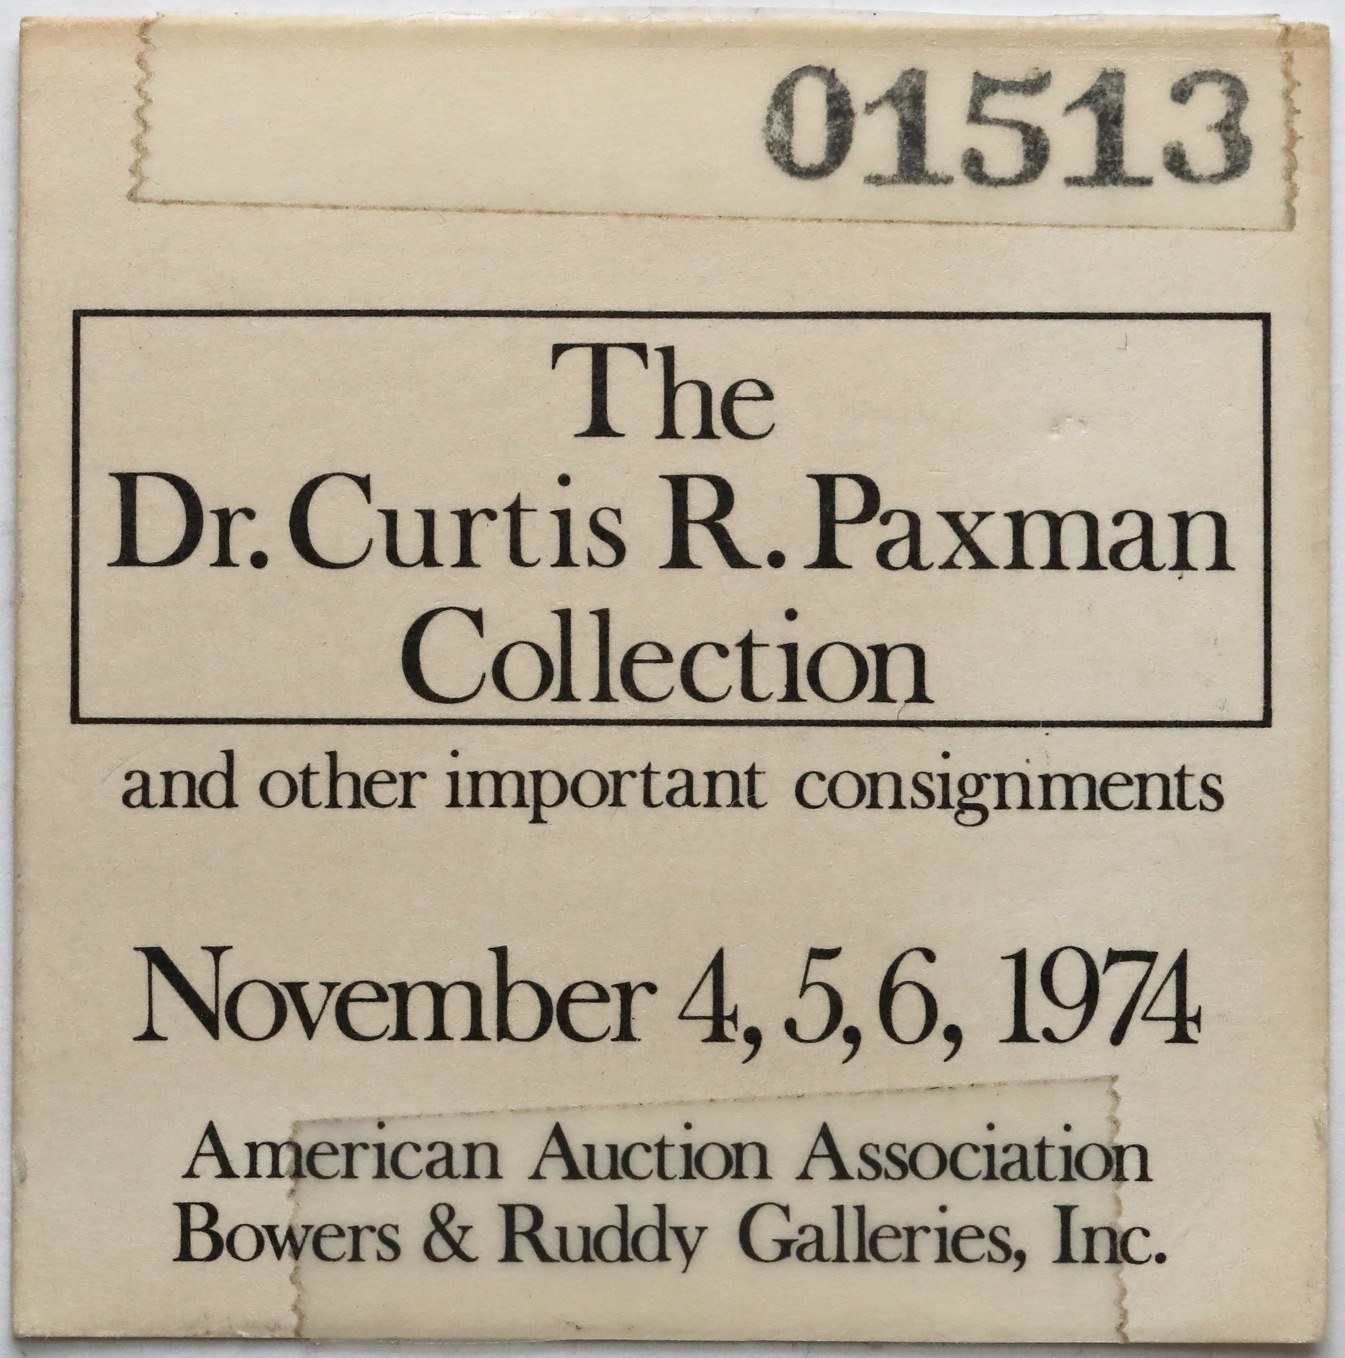 01513
The
Dr. Curtis R. Paxman
Collection
and other important consignments
November 4, 5, 6, 1974
American Auction Association
Bowers & Ruddy Galleries, Inc.